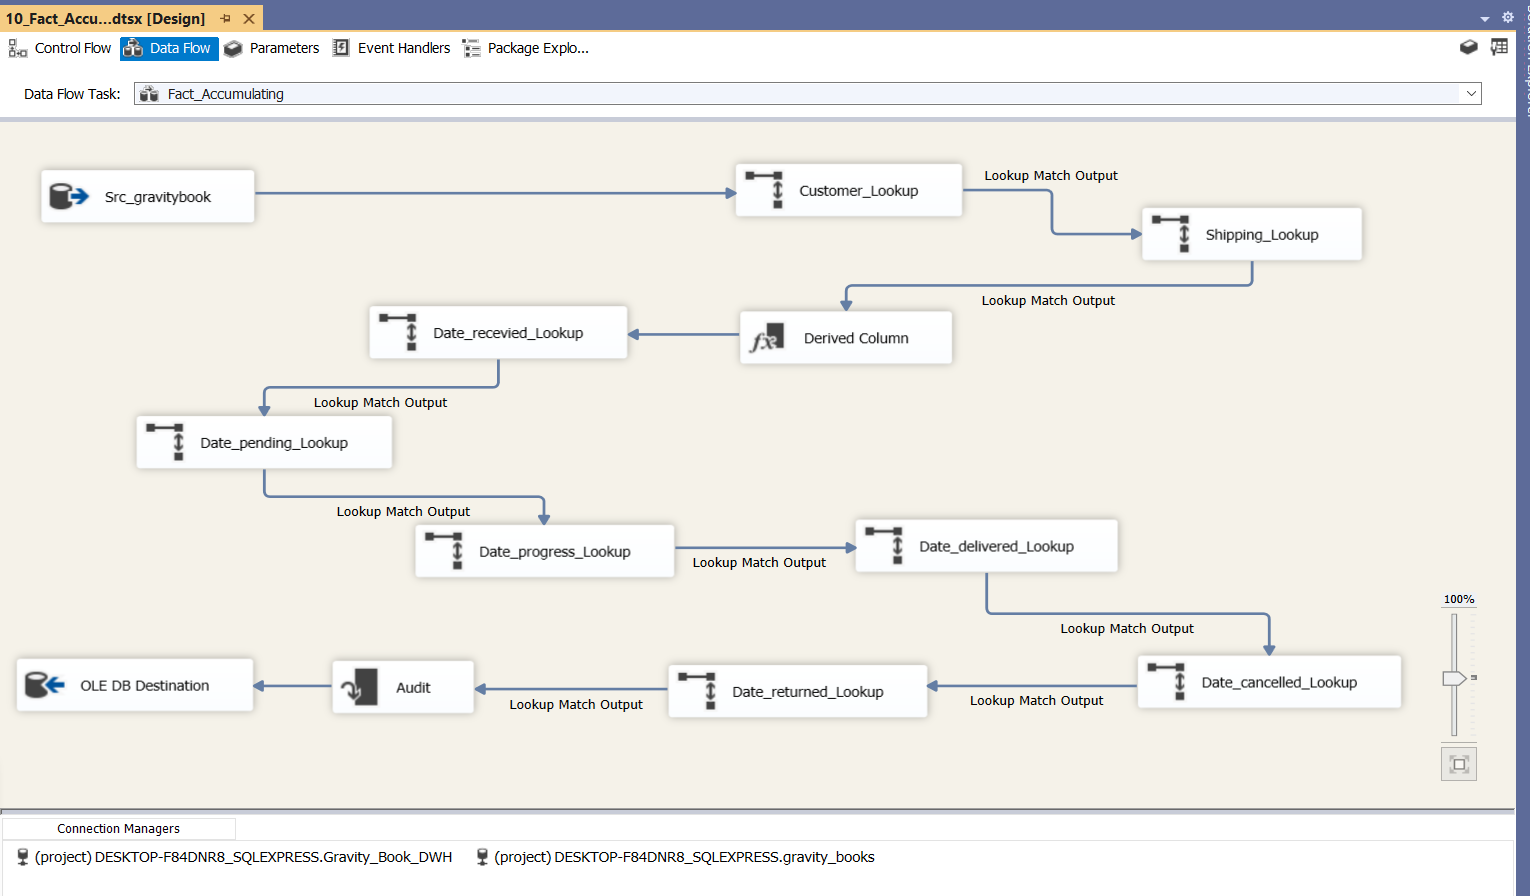 10_Fact_Accu...dtsx [Design]
Control Flow
Data Flow
Parameters
Event Handlers
Package Explo...
Data Flow Task:
Fact_Accumulating
Src_gravitybook
Customer_Lookup
Lookup Match Output
Shipping_Lookup
Lookup Match Output
Derived Column
Date_recevied_Lookup
Lookup Match Output
Date_pending_Lookup
Lookup Match Output
Date_progress_Lookup
Lookup Match Output
Date_delivered_Lookup
Lookup Match Output
Date_cancelled_Lookup
Lookup Match Output
Date_returned_Lookup
Lookup Match Output
Audit
OLE DB Destination
100%
Connection Managers
(project) DESKTOP-F84DNR8_SQLEXPRESS.Gravity_Book_DWH
(project) DESKTOP-F84DNR8_SQLEXPRESS.gravity_books